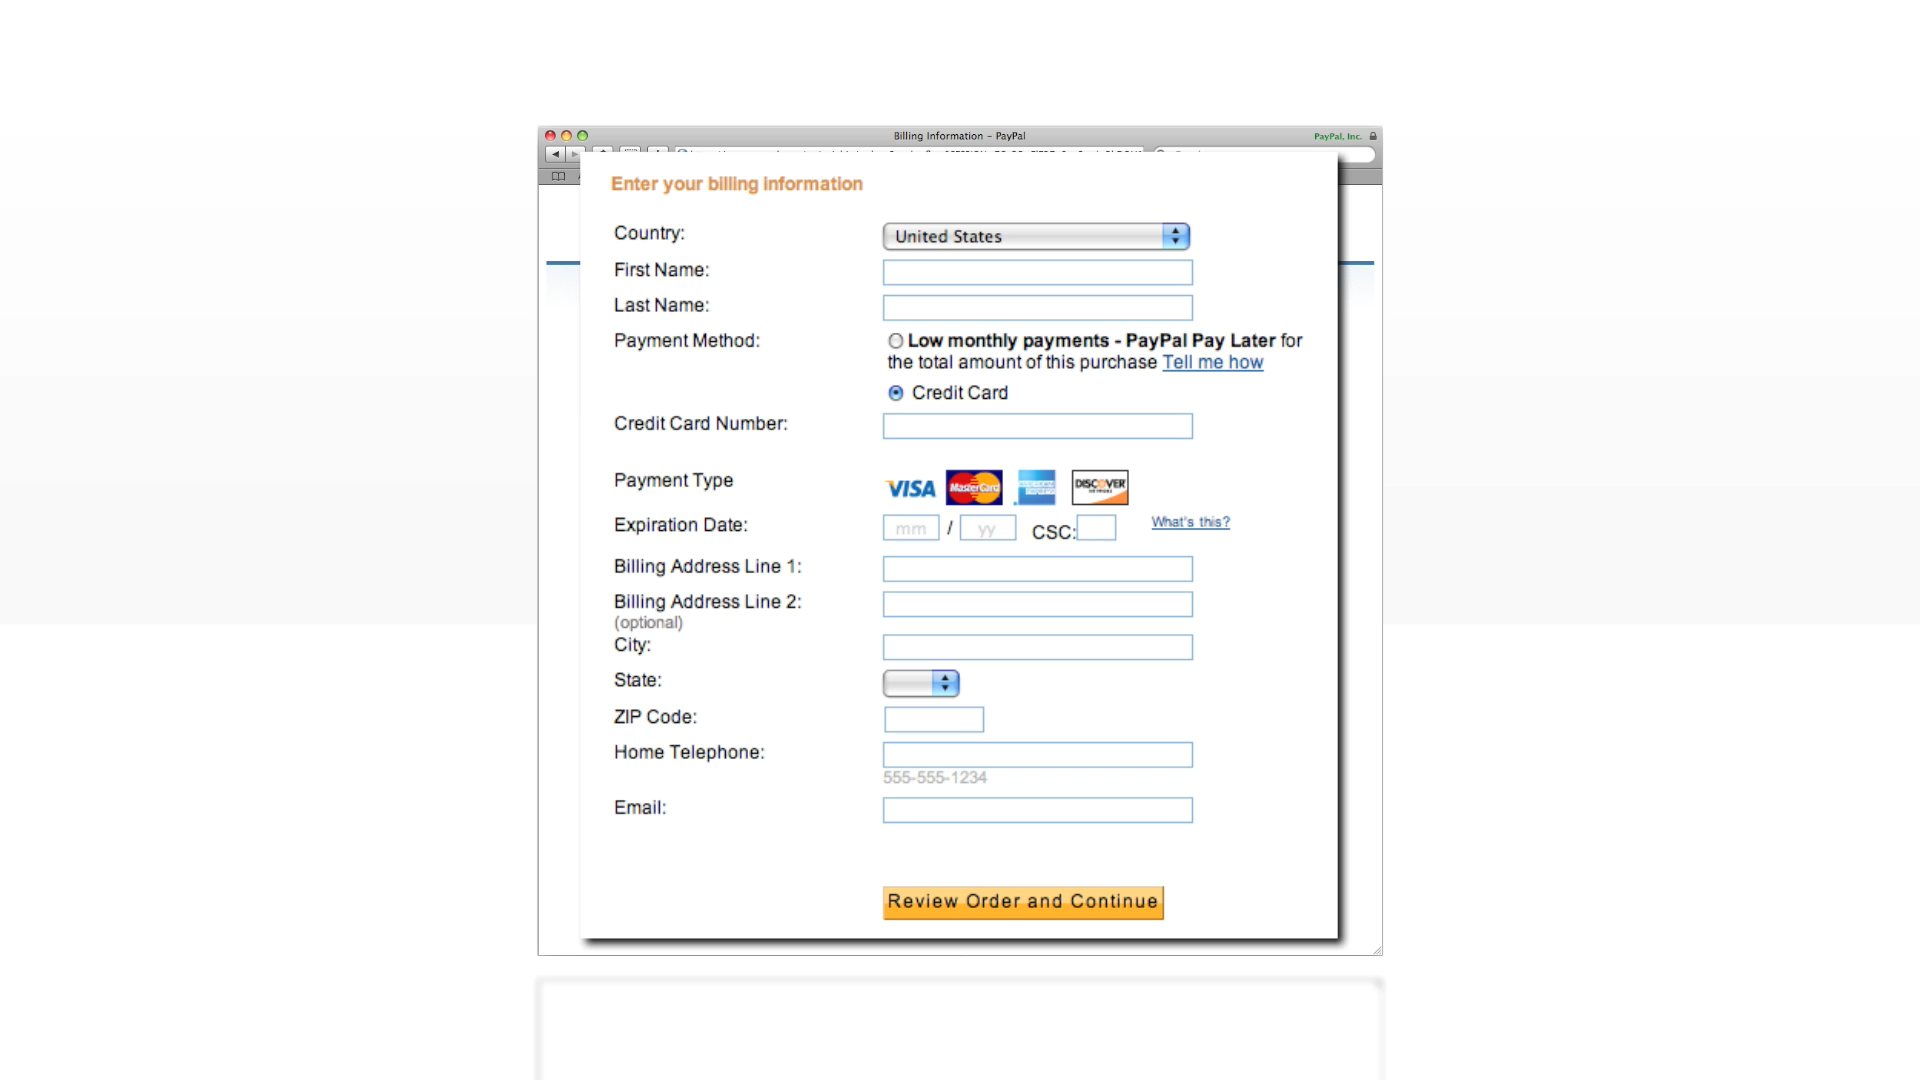 Billing Information - PayPal
PayPal, Inc.
Enter your billing information
Country:
United States
First Name:
Last Name:
Payment Method:
Low monthly payments - PayPal Pay Later for
the total amount of this purchase Tell me how
Credit Card
Credit Card Number:
Payment Type
VISA MasterCard DISCOVER
Expiration Date:
mm / yy CSC: What's this?
Billing Address Line 1:
Billing Address Line 2:
(optional)
City:
State:
ZIP Code:
Home Telephone:
555-555-1234
Email:
Review Order and Continue